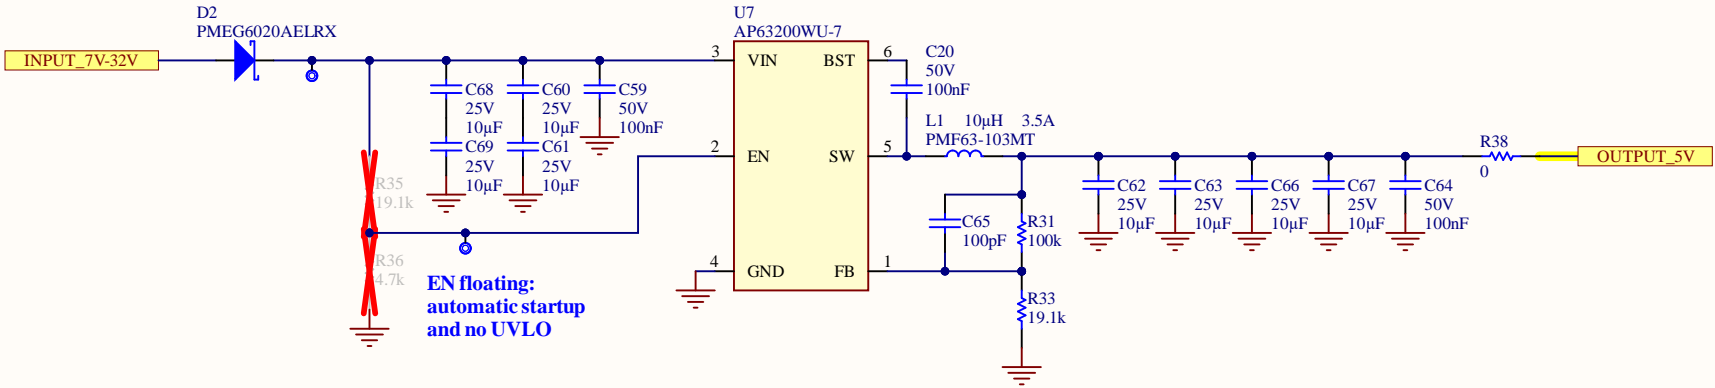 D2
PMEG6020AELRX
INPUT_7V-32V
U7
AP63200WU-7
3
VIN
BST
6
2
EN
SW
5
4
GND
FB
1
C68
25V
10µF
C69
25V
10µF
C60
25V
10µF
C61
25V
10µF
C59
50V
100nF
R35
19.1k
R36
4.7k
EN floating:
automatic startup
and no UVLO
C20
50V
100nF
L1 10µH 3.5A
PMF63-103MT
C65
100pF
R31
100k
R33
19.1k
C62
25V
10µF
C63
25V
10µF
C66
25V
10µF
C67
25V
10µF
C64
50V
100nF
R38
0
OUTPUT_5V